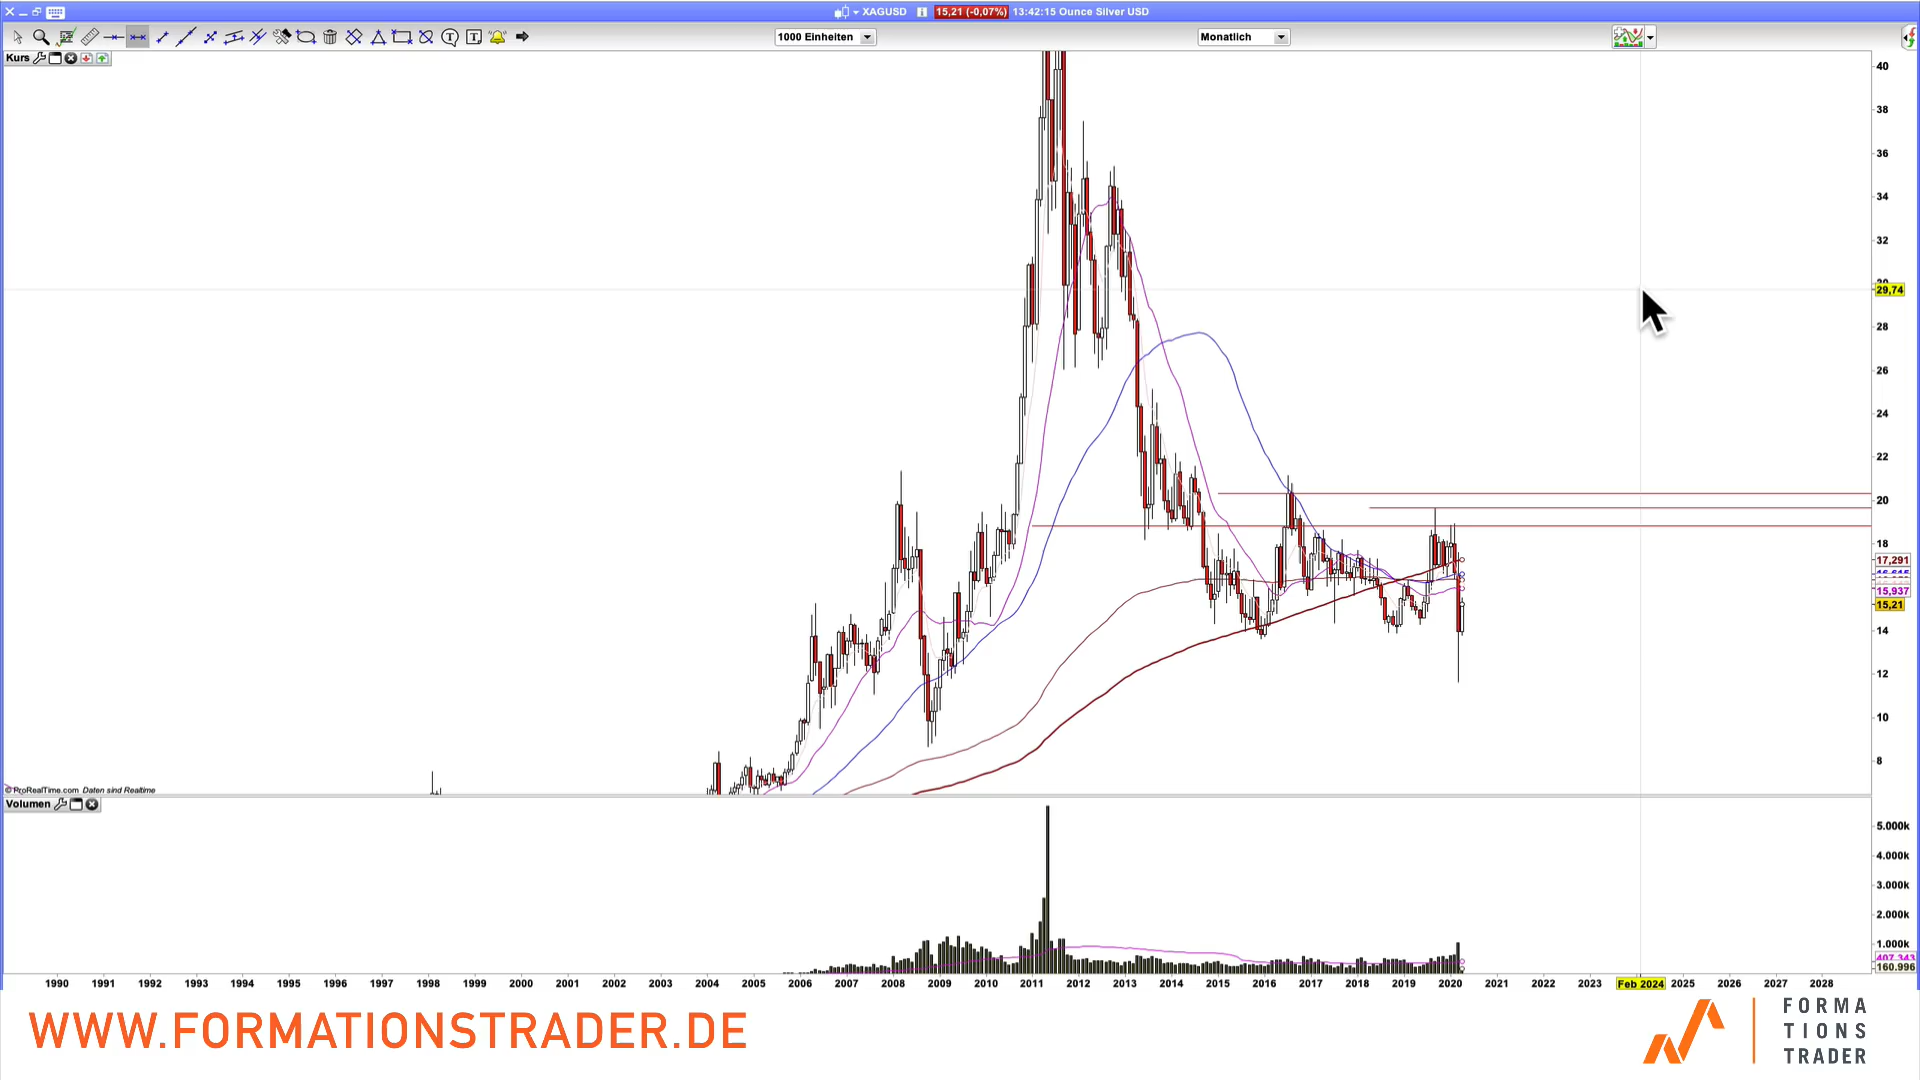 XAGUSD 15,21 (-0,07%) 13:42:15 Ounce Silver USD
1000 Einheiten
Monatlich
Kurs
40
38
36
34
32
29,74
28
26
24
22
20
18
17,291
15,937
15,21
14
12
10
8
© ProRealTime.com Daten sind Realtime
Volumen
5.000k
4.000k
3.000k
2.000k
1.000k
407.343
160.996
1990 1991 1992 1993 1994 1995 1996 1997 1998 1999 2000 2001 2002 2003 2004 2005 2006 2007 2008 2009 2010 2011 2012 2013 2014 2015 2016 2017 2018 2019 2020 2021 2022 2023 Feb 2024 2025 2026 2027 2028
WWW.FORMATIONSTRADER.DE
FORMA
TIONS
TRADER